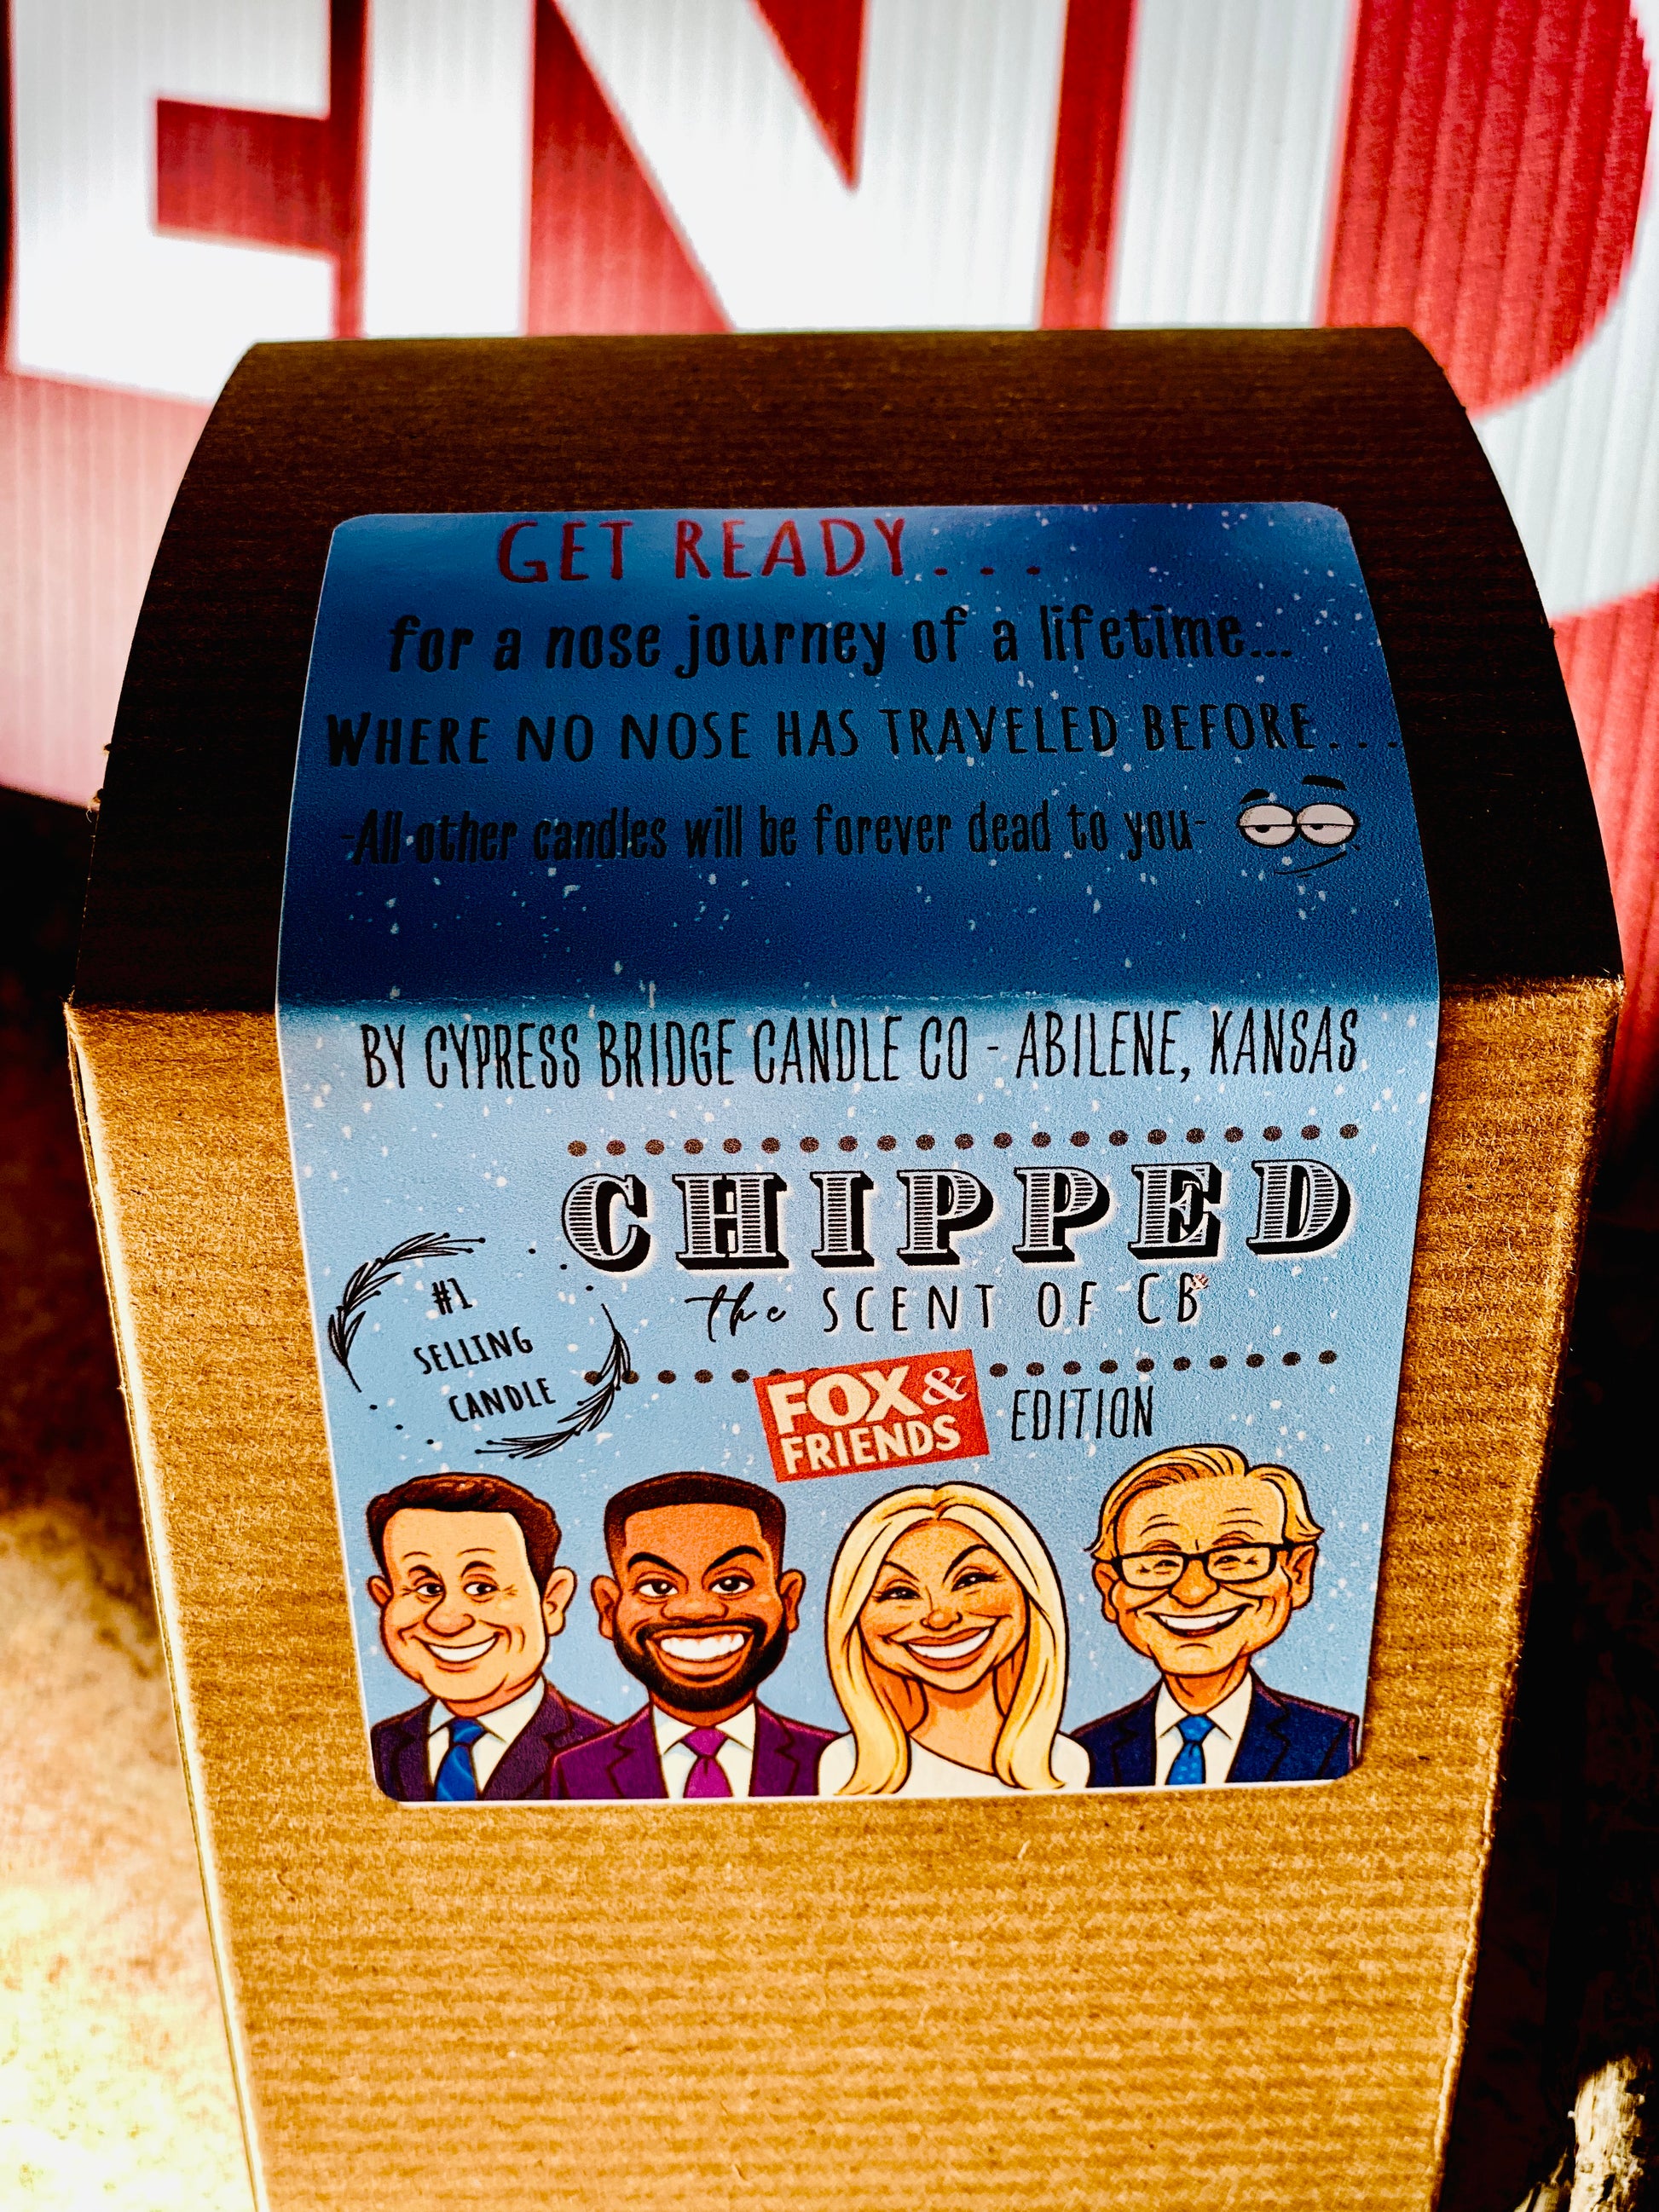 END
GET READY...
for a nose journey of a lifetime...
WHERE NO NOSE HAS TRAVELED BEFORE...
-All other candles will be forever dead to you-
BY CYPRESS BRIDGE CANDLE CO - ABILENE, KANSAS
CHIPPED
the SCENT OF CB
#1
SELLING
CANDLE
FOX &
FRIENDS
EDITION